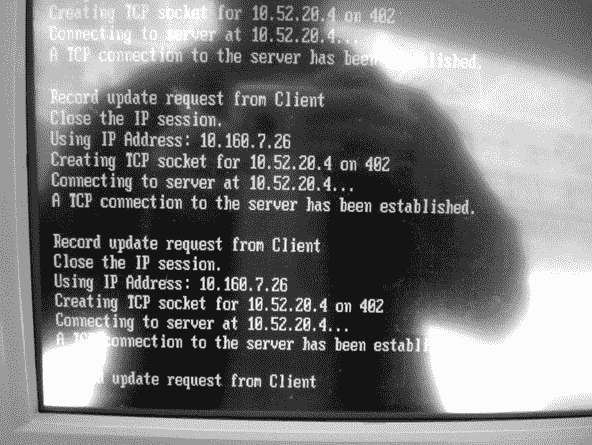 Creating TCP socket for 10.52.20.4 on 402
Connecting to server at 10.52.20.4...
A TCP connection to the server has been established.
Record update request from Client
Close the IP session.
Using IP Address: 10.160.7.26
Creating TCP socket for 10.52.20.4 on 402
Connecting to server at 10.52.20.4...
A TCP connection to the server has been established.
Record update request from Client
Close the IP session.
Using IP Address: 10.160.7.26
Creating TCP socket for 10.52.20.4 on 402
Connecting to server at 10.52.20.4...
A TCP connection to the server has been establi
update request from Client